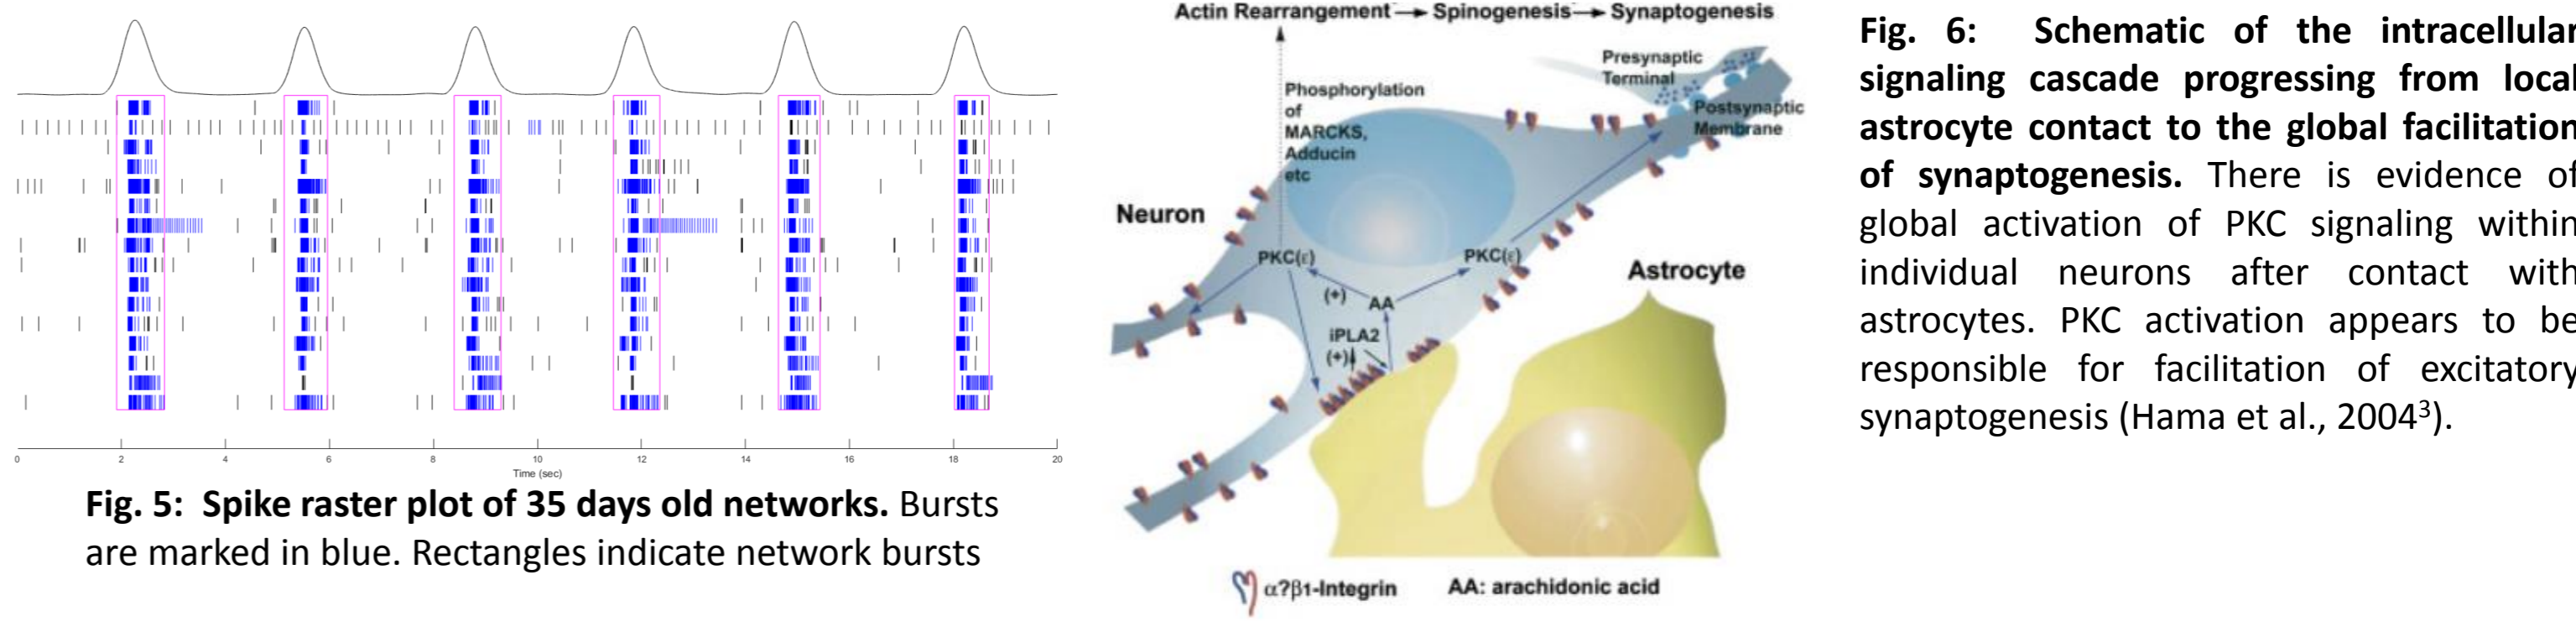 0 2 4 6 8 10 12 14 16 18 20
Time (sec)
Fig. 5: Spike raster plot of 35 days old networks. Bursts
are marked in blue. Rectangles indicate network bursts
Actin Rearrangement → Spinogenesis → Synaptogenesis
Presynaptic
Terminal
Phosphorylation
of
MARCKS,
Adducin
etc
Postsynaptic
Membrane
Neuron
PKC(ε)
PKC(ε)
Astrocyte
(+)
AA
iPLA2
(+)
α?β1-Integrin
AA: arachidonic acid
Fig. 6: Schematic of the intracellular
signaling cascade progressing from local
astrocyte contact to the global facilitation
of synaptogenesis. There is evidence of
global activation of PKC signaling within
individual neurons after contact with
astrocytes. PKC activation appears to be
responsible for facilitation of excitatory
synaptogenesis (Hama et al., 2004³).